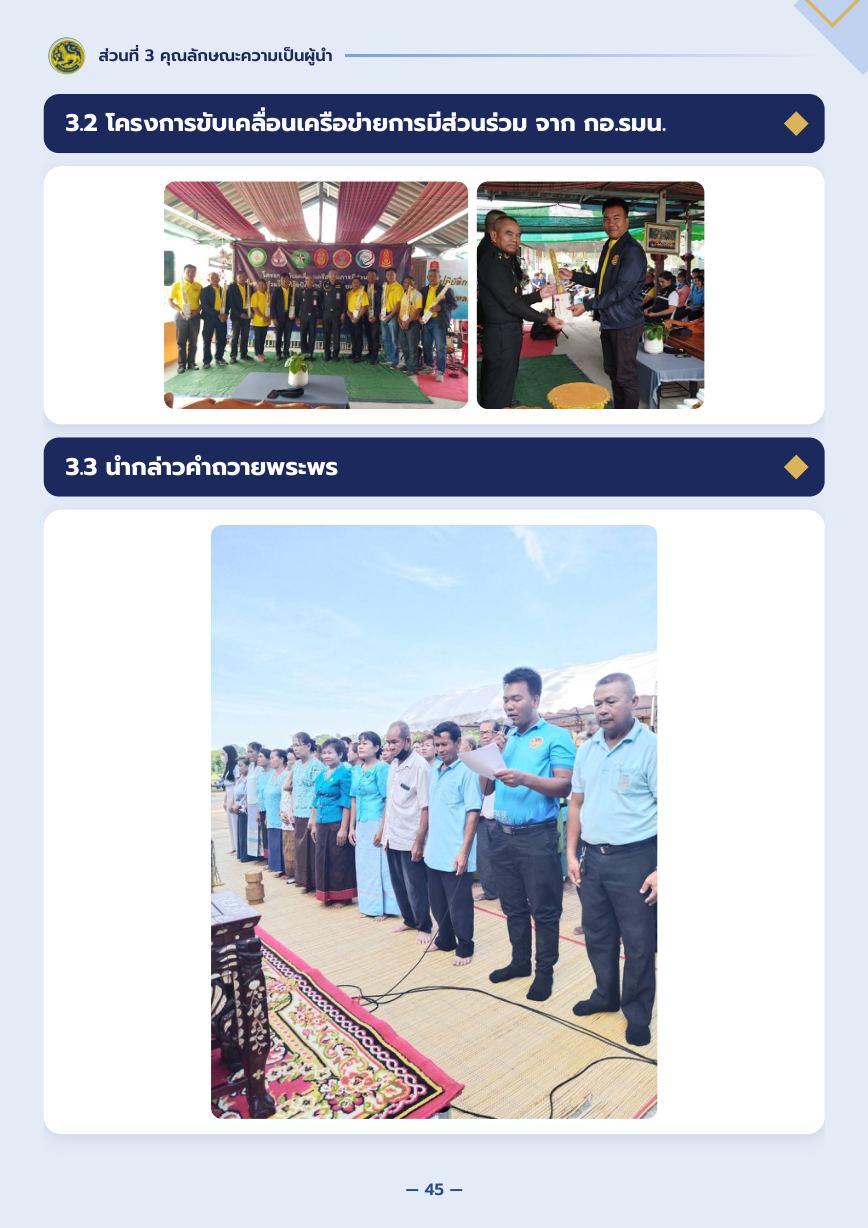 ส่วนที่ 3 คุณลักษณะความเป็นผู้นำ
3.2 โครงการขับเคลื่อนเครือข่ายการมีส่วนร่วม จาก กอ.รมน.
3.3 นำกล่าวคำถวายพระพร
— 45 —